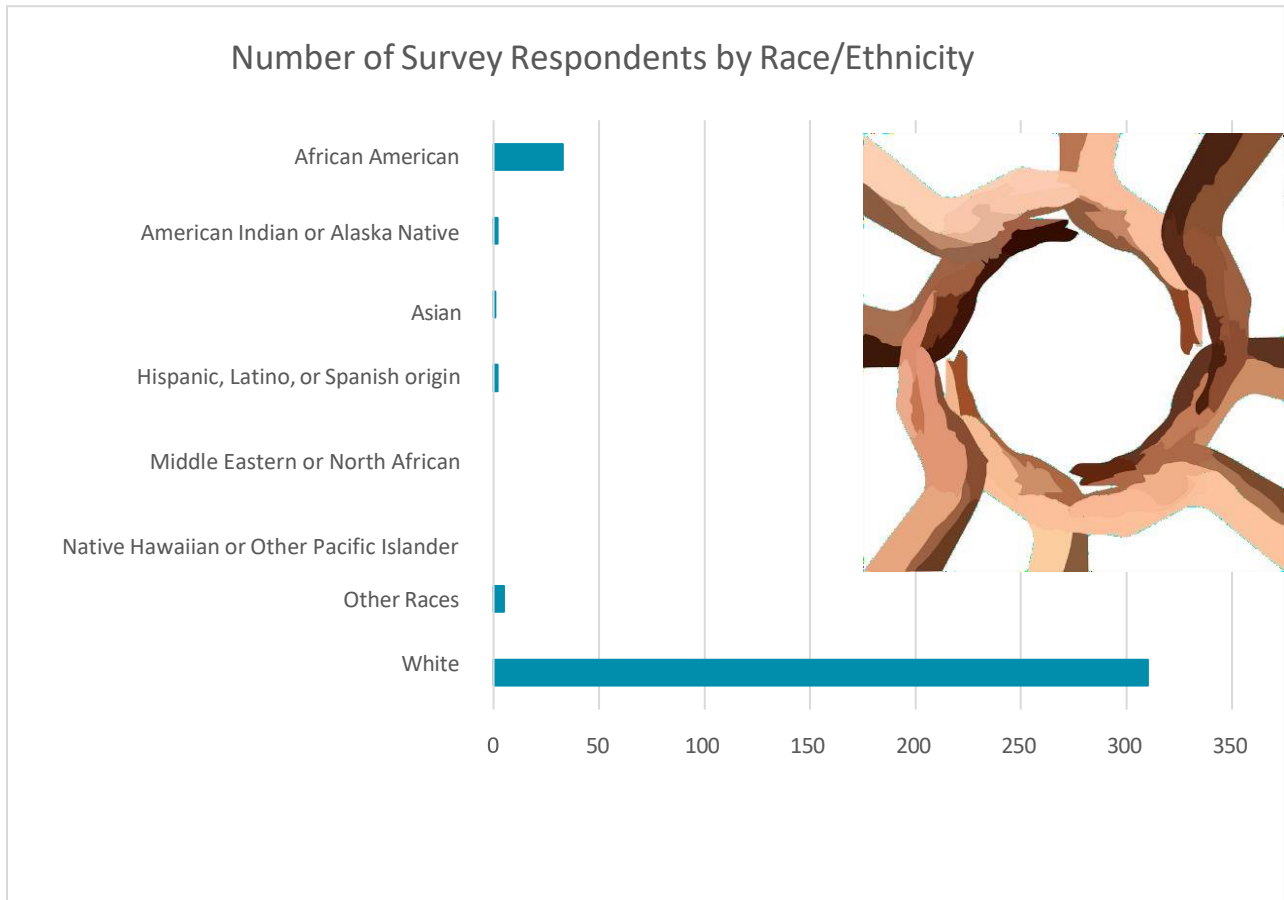 Number of Survey Respondents by Race/Ethnicity
African American
American Indian or Alaska Native
Asian
Hispanic, Latino, or Spanish origin
Middle Eastern or North African
Native Hawaiian or Other Pacific Islander
Other Races
White
0 50 100 150 200 250 300 350